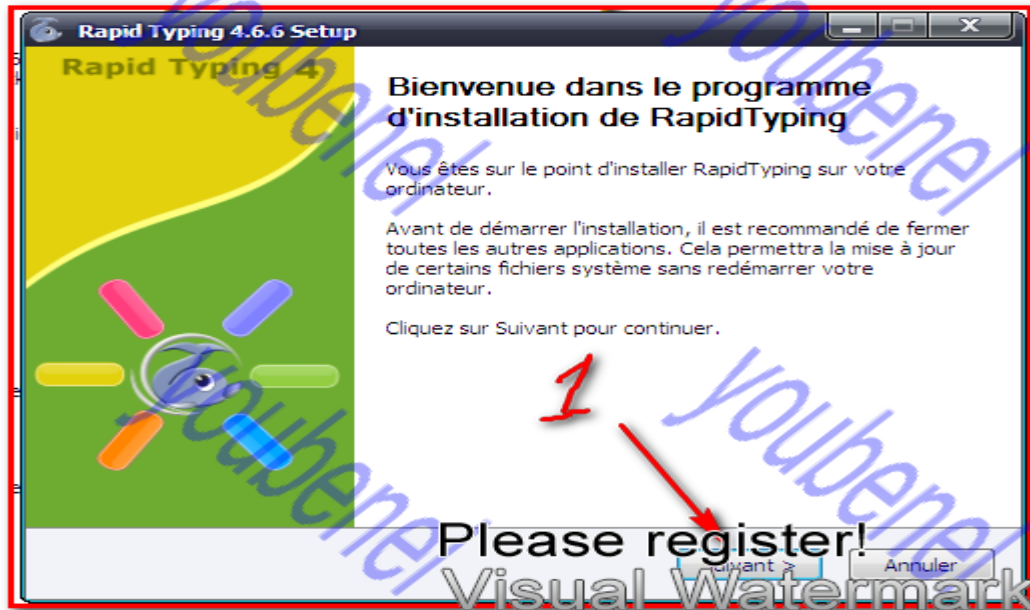 Rapid Typing 4.6.6 Setup
Rapid Typing 4
Bienvenue dans le programme
d'installation de RapidTyping
Vous êtes sur le point d'installer RapidTyping sur votre
ordinateur.
Avant de démarrer l'installation, il est recommandé de fermer
toutes les autres applications. Cela permettra la mise à jour
de certains fichiers système sans redémarrer votre
ordinateur.
Cliquez sur Suivant pour continuer.
1
Please register!
Suivant >
Annuler
Visual Watermark
youbenel
youbenel
youbenel
youbenel